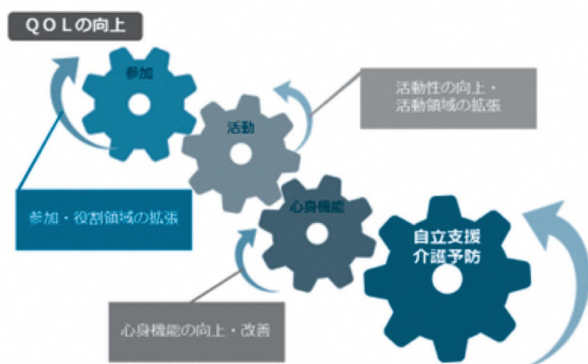 QOLの向上
参加
活動
活動性の向上・
活動領域の拡張
参加・役割領域の拡張
心身機能
自立支援
介護予防
心身機能の向上・改善